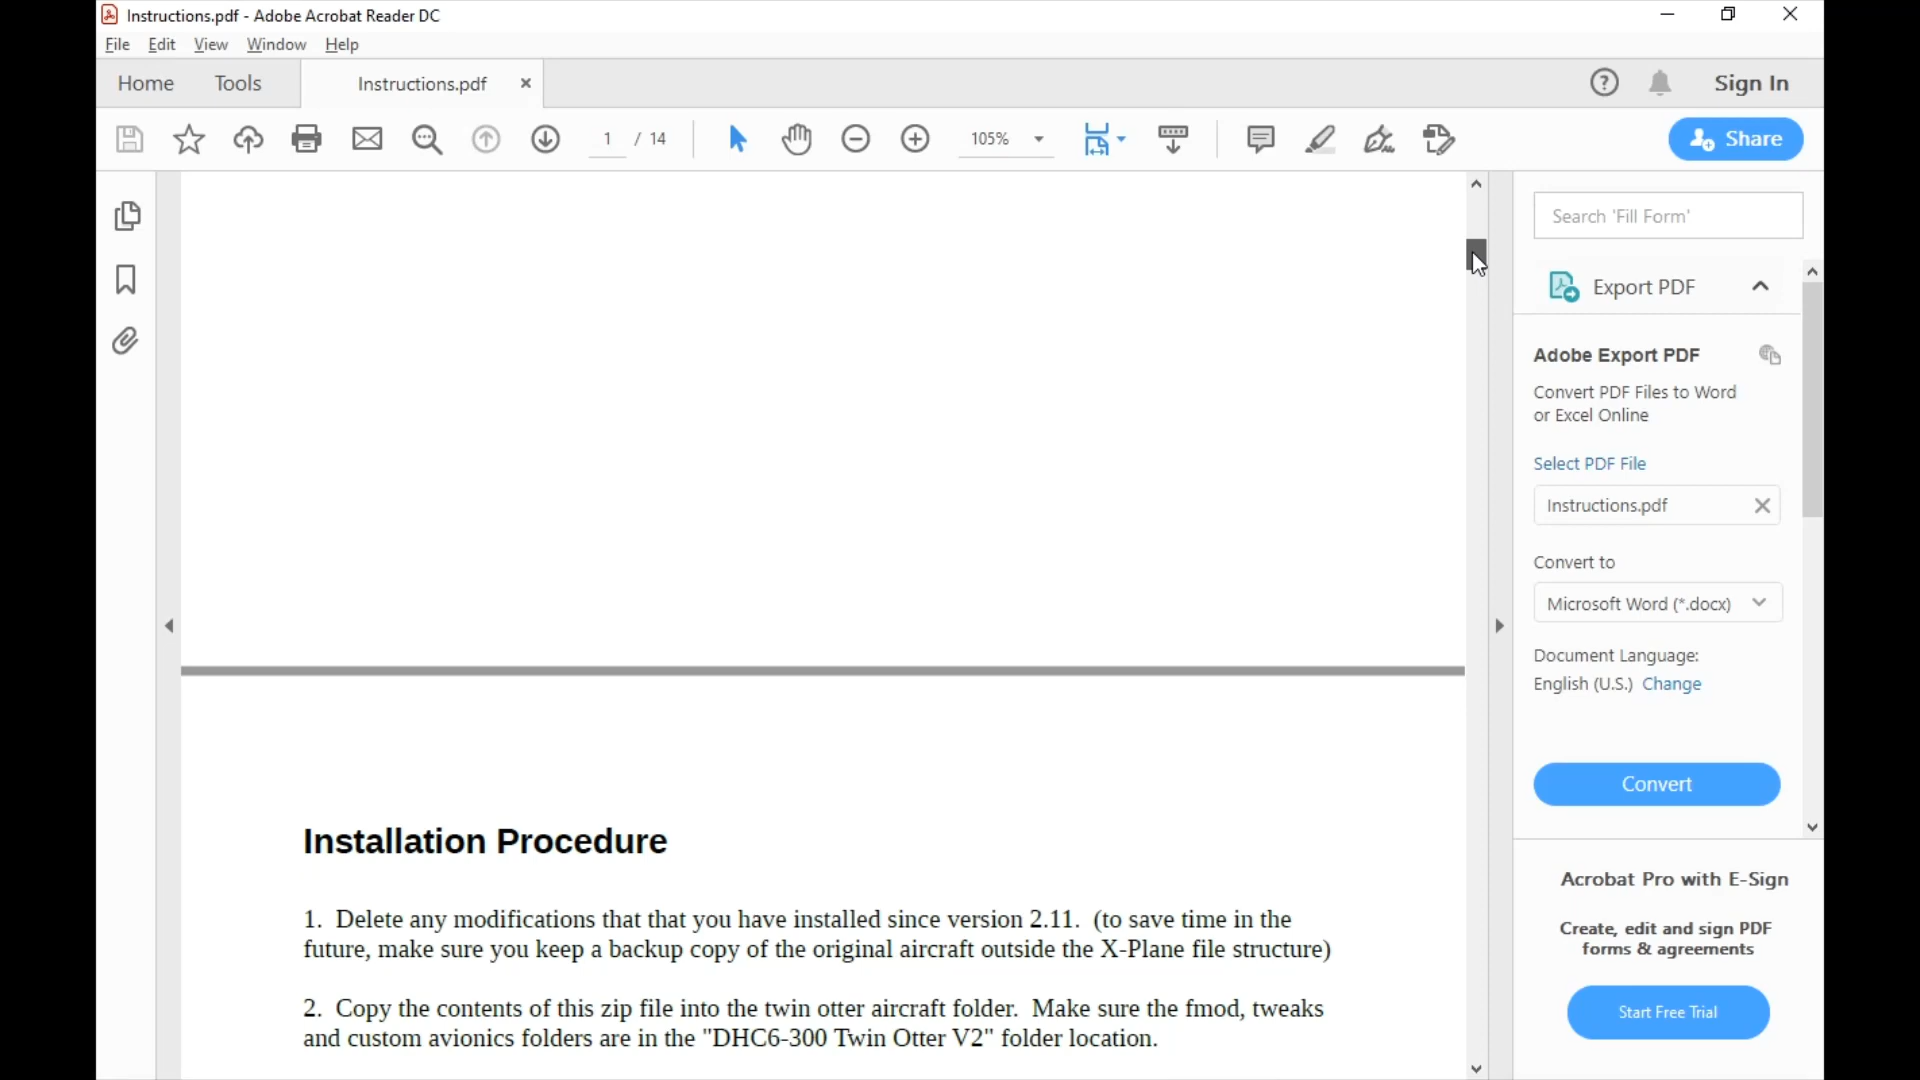 Instructions.pdf - Adobe Acrobat Reader DC
File Edit View Window Help
Home Tools Instructions.pdf Sign In
1 / 14 105% Share
Search 'Fill Form'
Export PDF
Adobe Export PDF
Convert PDF Files to Word
or Excel Online
Select PDF File
Instructions.pdf
Convert to
Microsoft Word (*.docx)
Document Language:
English (U.S.) Change
Convert
Acrobat Pro with E-Sign
Create, edit and sign PDF
forms & agreements
Start Free Trial
Installation Procedure
1. Delete any modifications that that you have installed since version 2.11. (to save time in the
future, make sure you keep a backup copy of the original aircraft outside the X-Plane file structure)
2. Copy the contents of this zip file into the twin otter aircraft folder. Make sure the fmod, tweaks
and custom avionics folders are in the "DHC6-300 Twin Otter V2" folder location.